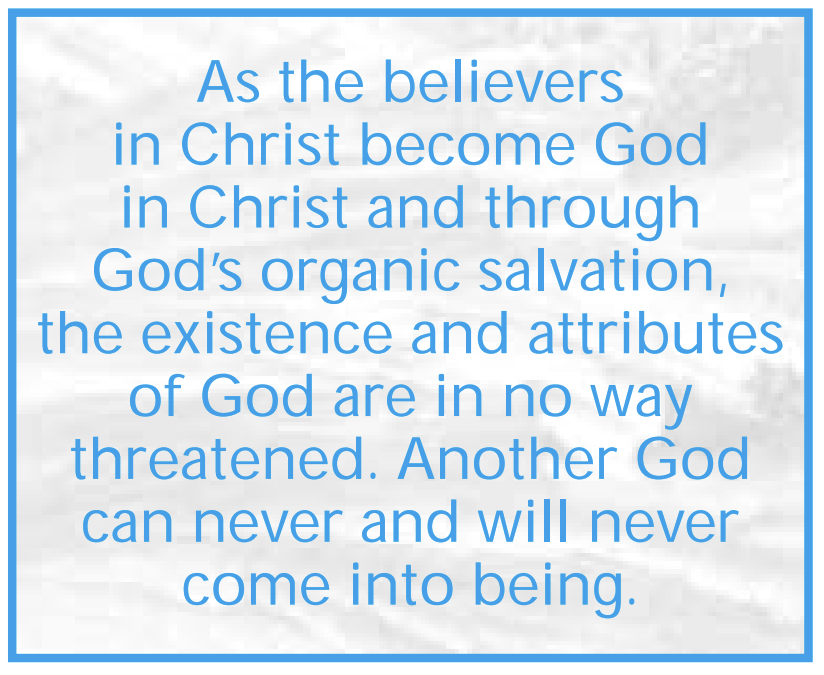 As the believers
in Christ become God
in Christ and through
God's organic salvation,
the existence and attributes
of God are in no way
threatened. Another God
can never and will never
come into being.